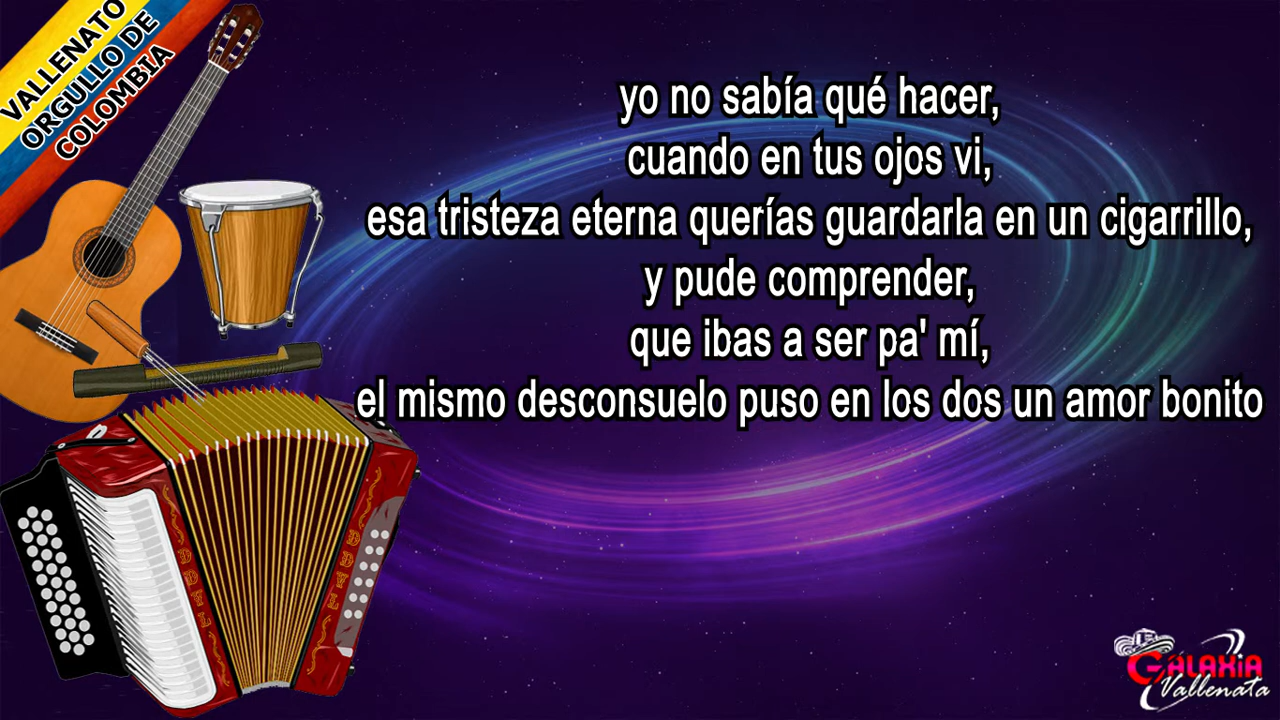 VALLENATO
ORGULLO DE
COLOMBIA
yo no sabía qué hacer,
cuando en tus ojos vi,
esa tristeza eterna querías guardarla en un cigarrillo,
y pude comprender,
que ibas a ser pa' mí,
el mismo desconsuelo puso en los dos un amor bonito
GALAXIA
Vallenata